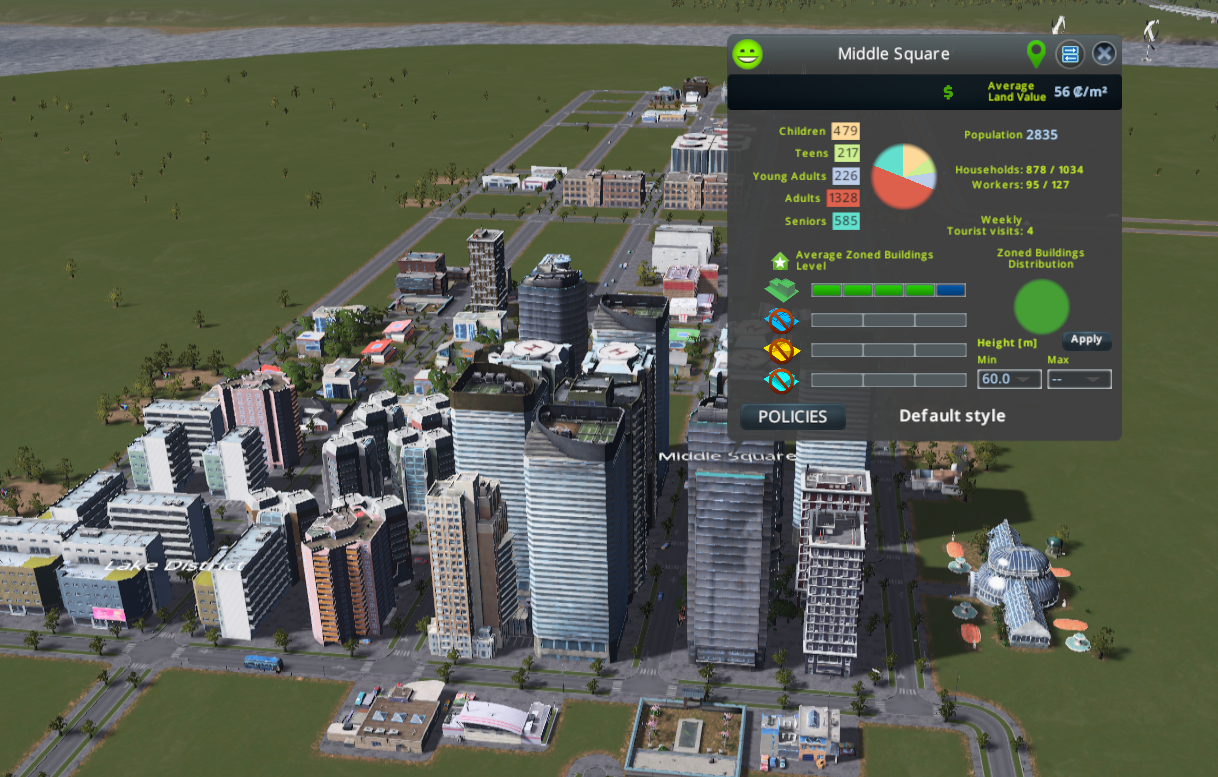 Middle Square
$
Average
Land Value
56 ₡/m²
Children 479
Population 2835
Teens 217
Young Adults 226
Households: 878 / 1034
Workers: 95 / 127
Adults 1328
Seniors 585
Weekly
Tourist visits: 4
Average Zoned Buildings
Level
Zoned Buildings
Distribution
Apply
Height [m]
Min
Max
60.0
--
POLICIES
Default style
Middle Square
Lake District
H
H